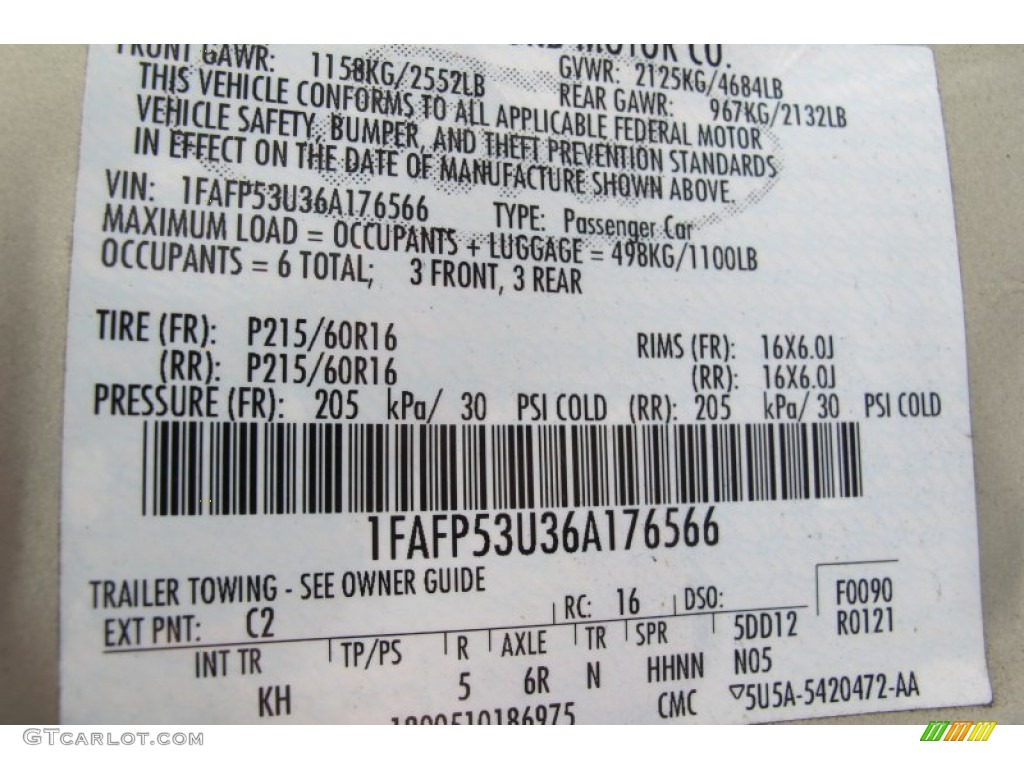 MOTOR CO.
FRONT GAWR: 1158KG/2552LB GVWR: 2125KG/4684LB
REAR GAWR: 967KG/2132LB
THIS VEHICLE CONFORMS TO ALL APPLICABLE FEDERAL MOTOR
VEHICLE SAFETY, BUMPER, AND THEFT PREVENTION STANDARDS
IN EFFECT ON THE DATE OF MANUFACTURE SHOWN ABOVE.
VIN: 1FAFP53U36A176566 TYPE: Passenger Car
MAXIMUM LOAD = OCCUPANTS + LUGGAGE = 498KG/1100LB
OCCUPANTS = 6 TOTAL; 3 FRONT, 3 REAR
TIRE (FR): P215/60R16 RIMS (FR): 16X6.0J
(RR): P215/60R16 (RR): 16X6.0J
PRESSURE (FR): 205 kPa/ 30 PSI COLD (RR): 205 kPa/ 30 PSI COLD
1FAFP53U36A176566
TRAILER TOWING - SEE OWNER GUIDE
EXT PNT: C2 RC: 16 DSO: F0090
INT TR TP/PS R AXLE TR SPR 5DD12 R0121
KH 5 6R N HHNN N05
1800510186975 CMC ▽5U5A-5420472-AA
GTcarlot.com